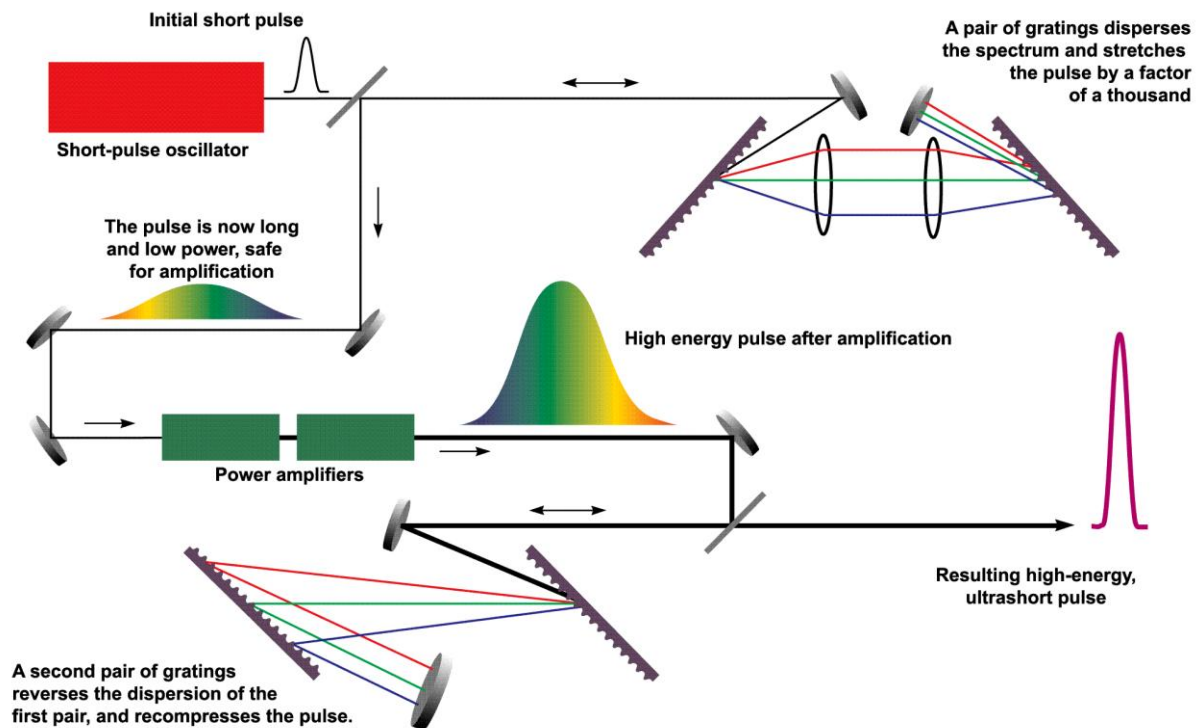 Initial short pulse
A pair of gratings disperses
the spectrum and stretches
the pulse by a factor
of a thousand
Short-pulse oscillator
The pulse is now long
and low power, safe
for amplification
High energy pulse after amplification
Power amplifiers
Resulting high-energy,
ultrashort pulse
A second pair of gratings
reverses the dispersion of the
first pair, and recompresses the pulse.